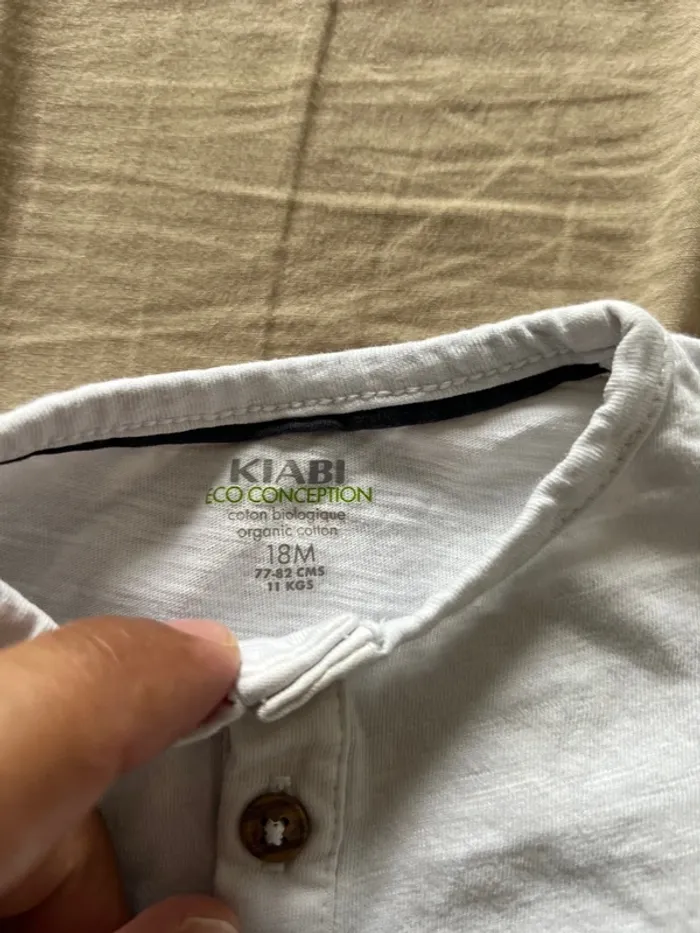 KIABI
ECO CONCEPTION
coton biologique
organic cotton
18M
77-82 CMS
11 KGS